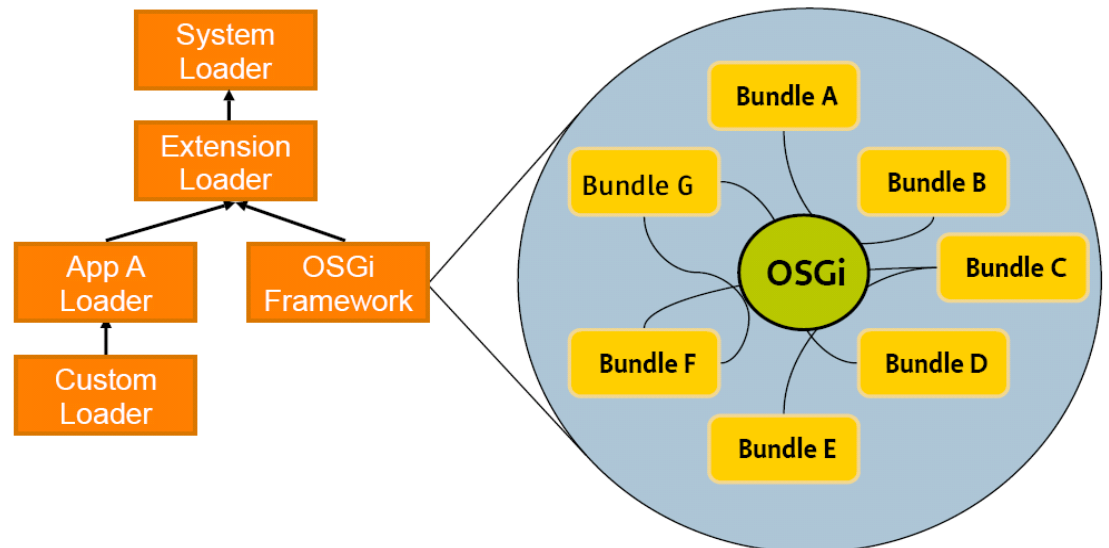 System
Loader
Extension
Loader
App A
Loader
OSGi
Framework
Custom
Loader
Bundle A
Bundle G
Bundle B
OSGi
Bundle C
Bundle F
Bundle D
Bundle E